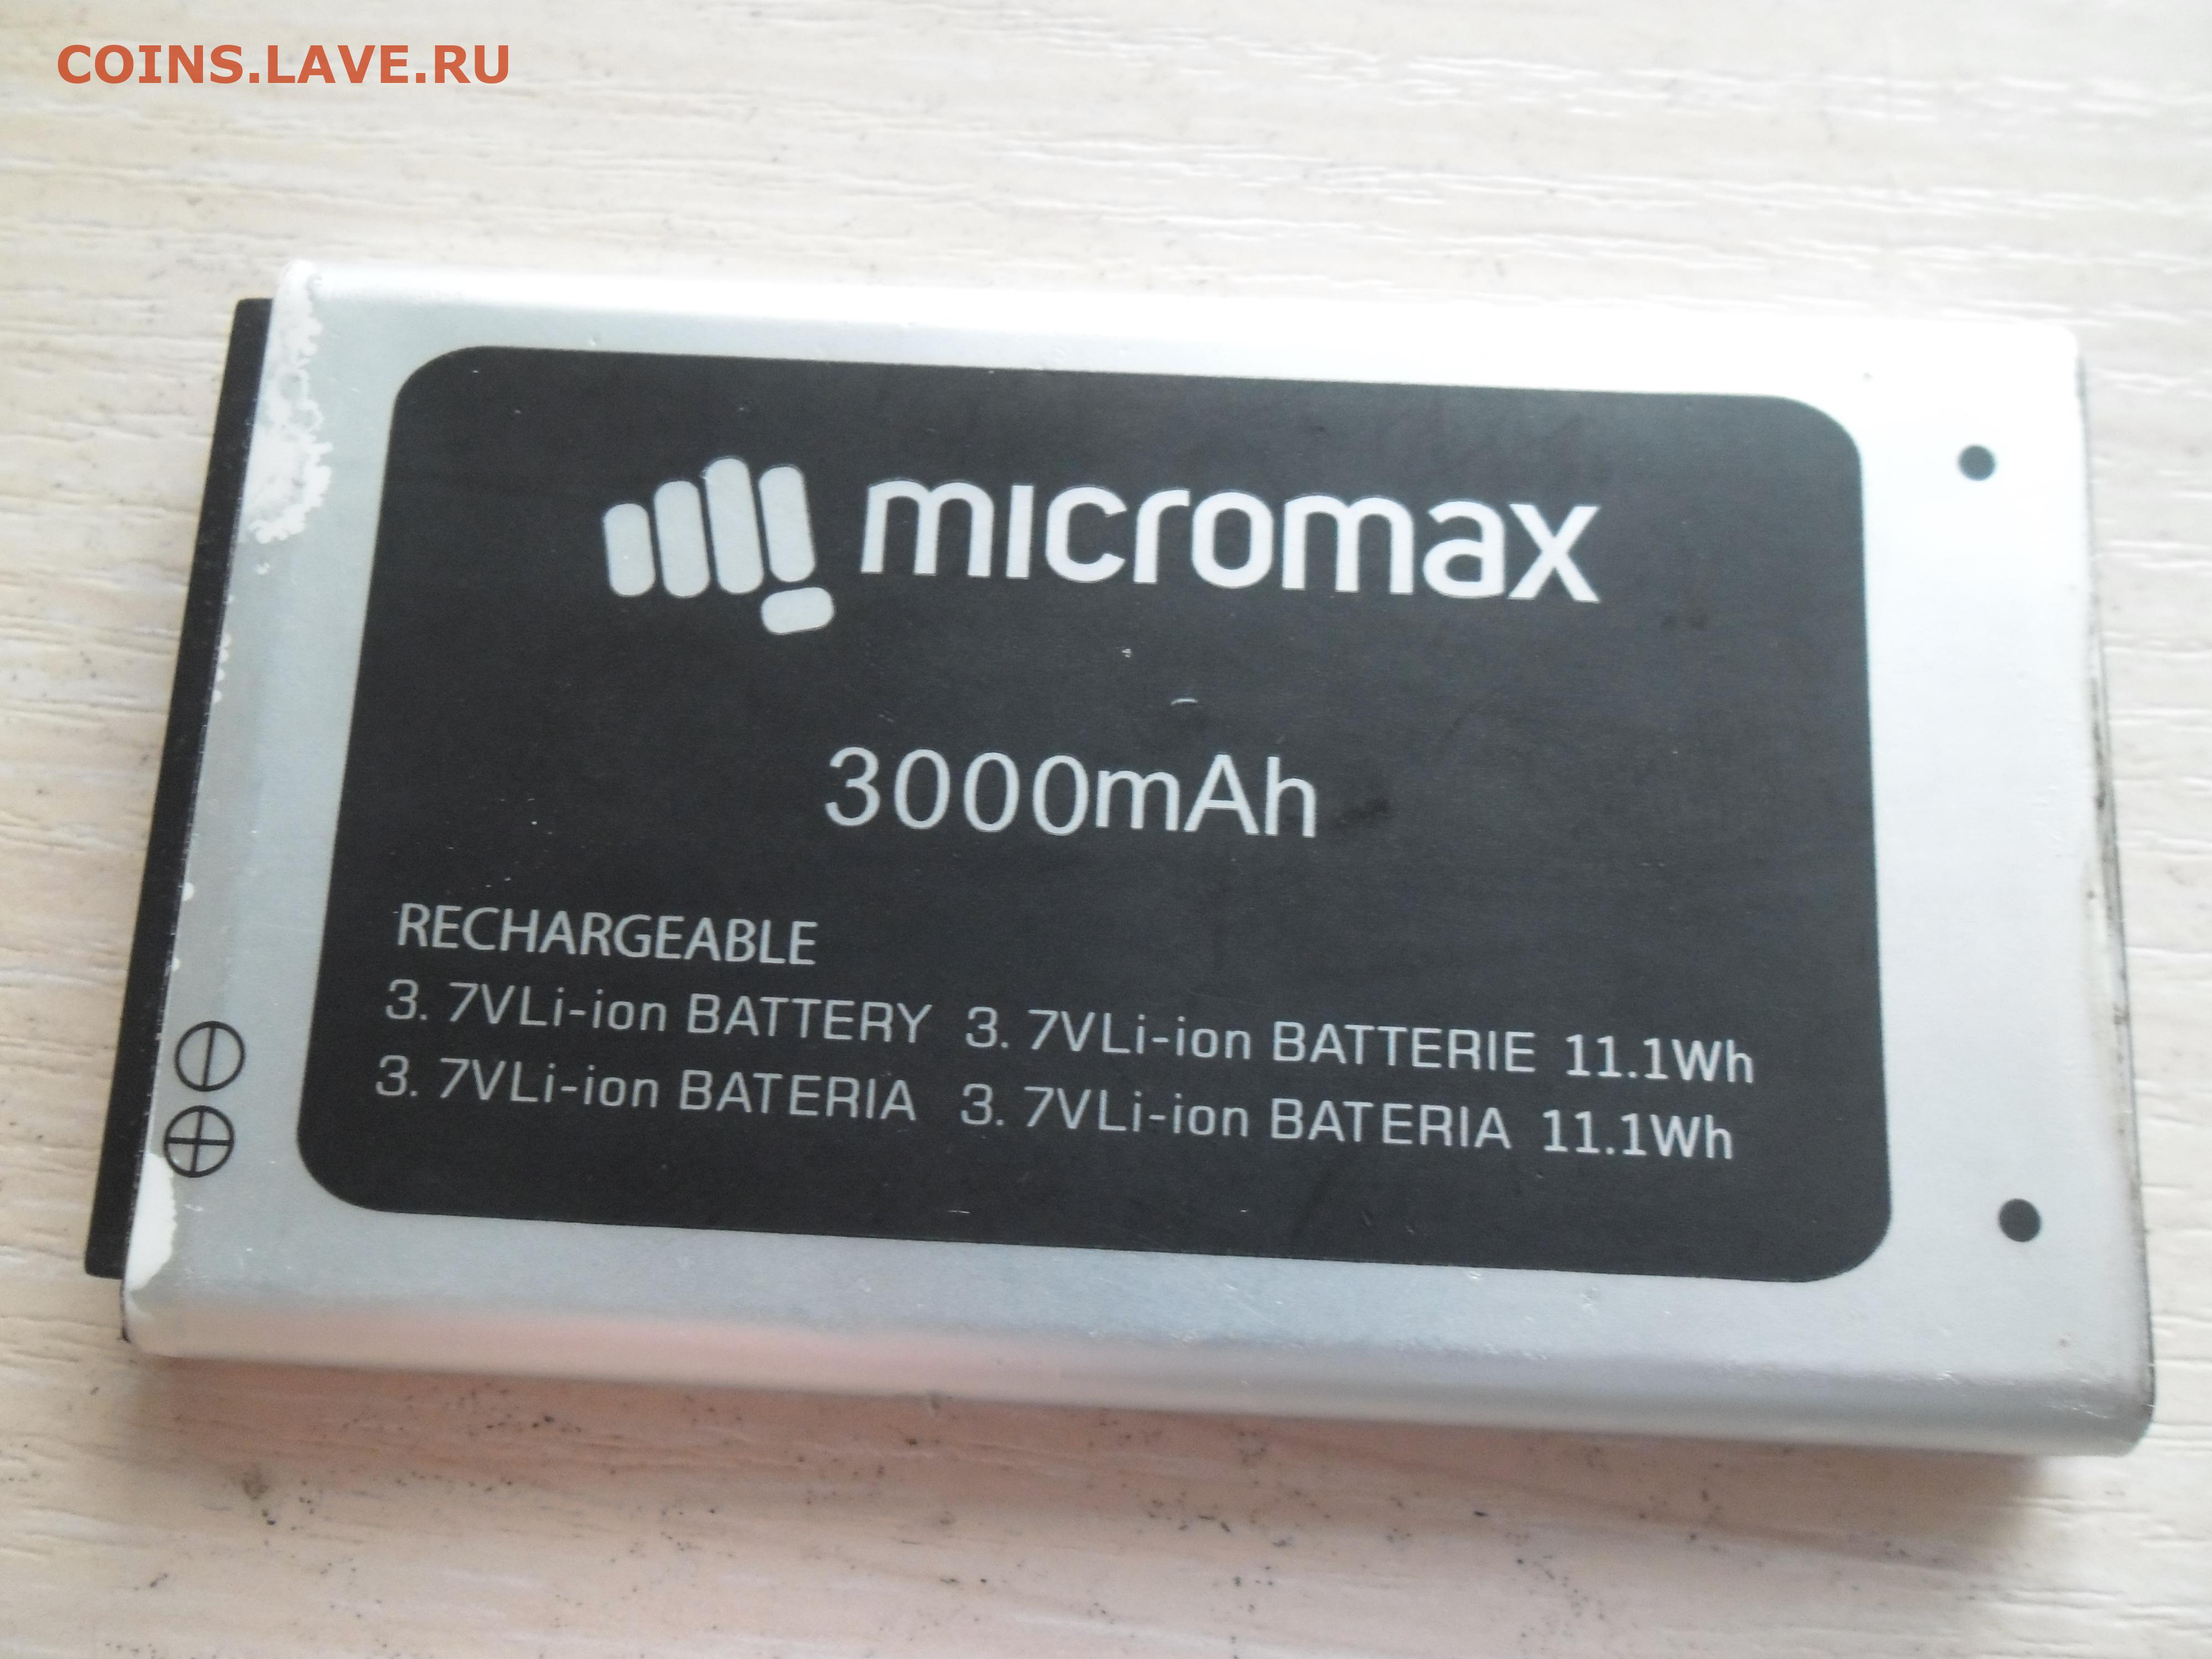 COINS.LAVE.RU
micromax
3000mAh
RECHARGEABLE
3. 7VLi-ion BATTERY 3. 7VLi-ion BATTERIE 11.1Wh
3. 7VLi-ion BATERIA 3. 7VLi-ion BATERIA 11.1Wh